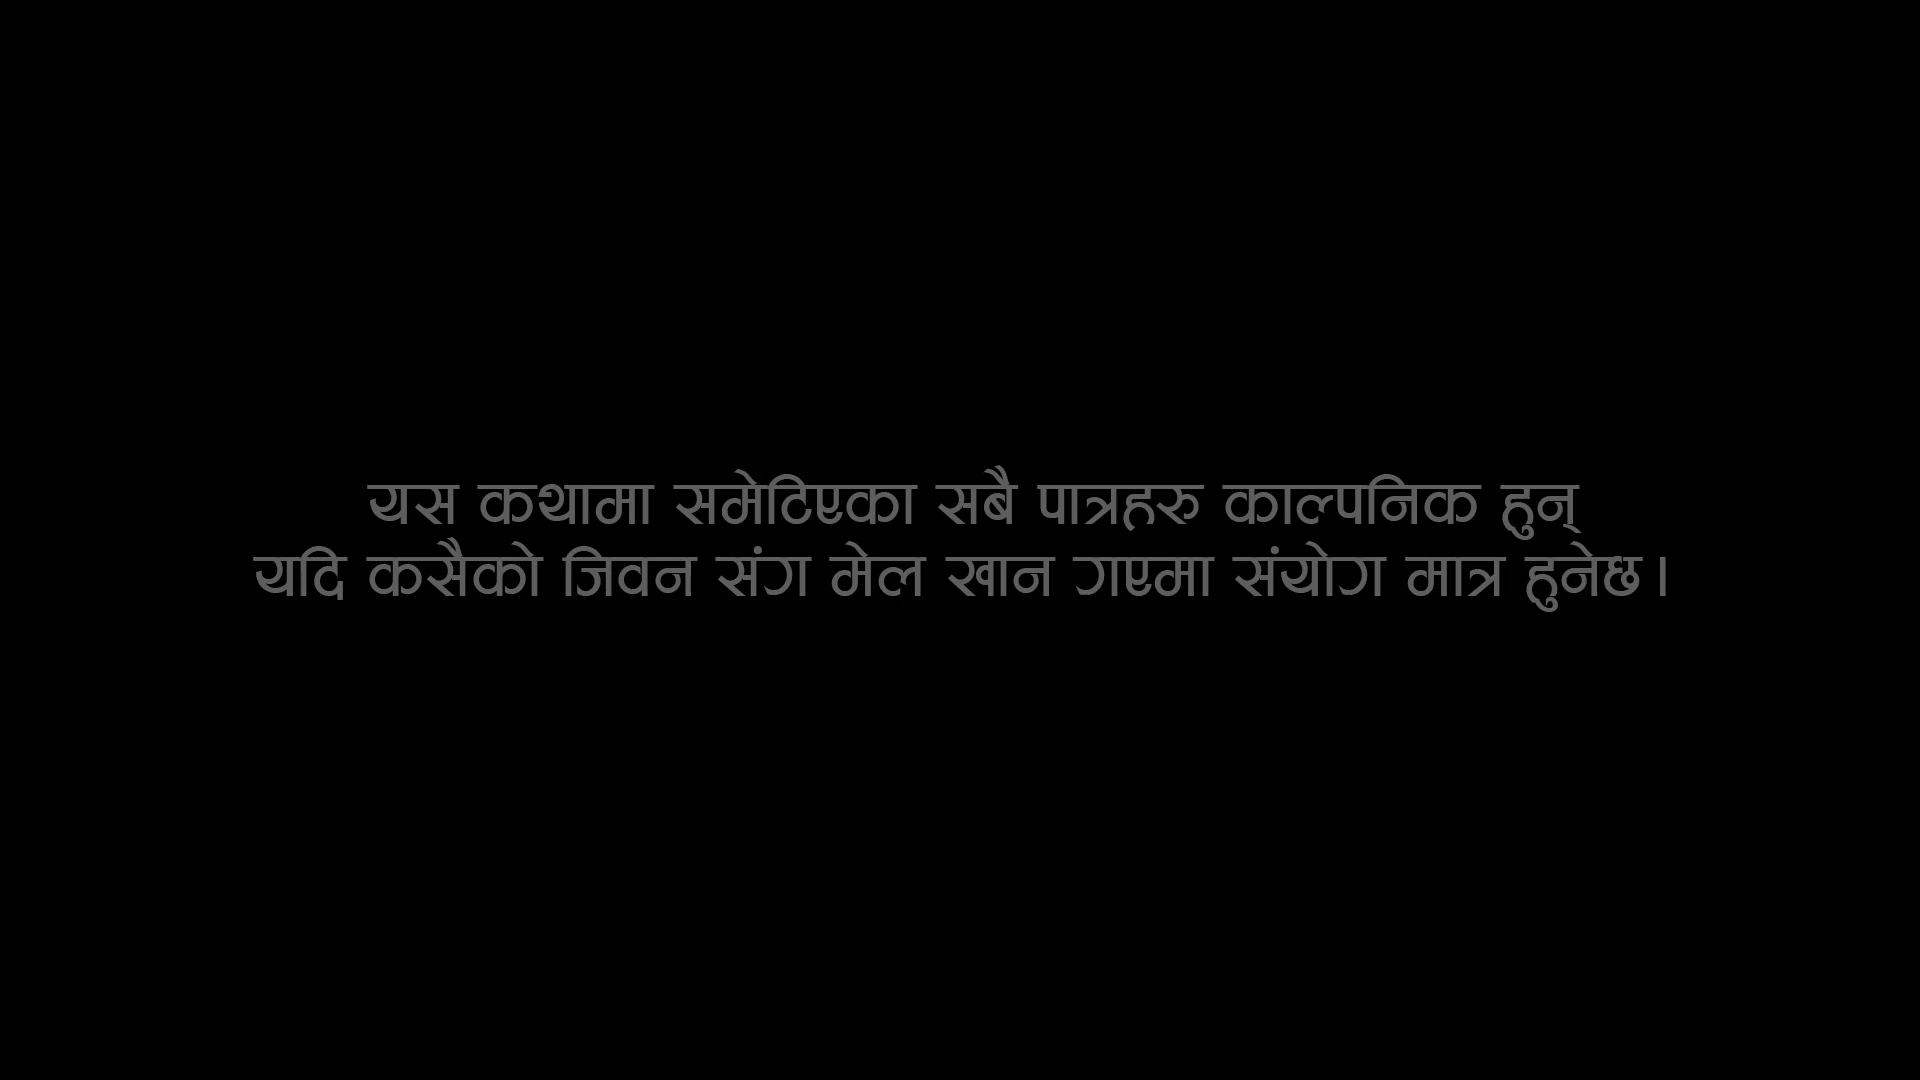 यस कथामा समेटिएका सबै पात्रहरु काल्पनिक हुन्
यदि कसैको जिवन संग मेल खान गएमा संयोग मात्र हुनेछ।